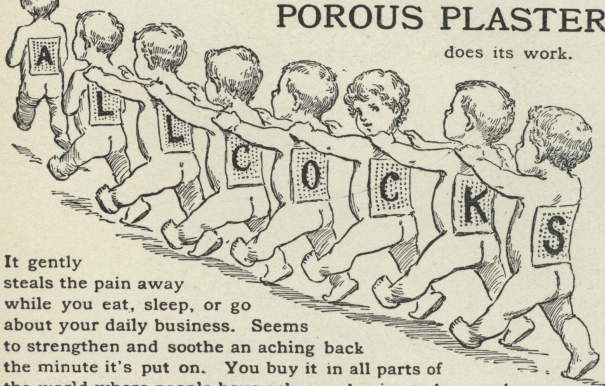 POROUS PLASTER
does its work.
A L L C O C K S
It gently
steals the pain away
while you eat, sleep, or go
about your daily business. Seems
to strengthen and soothe an aching back
the minute it's put on. You buy it in all parts of